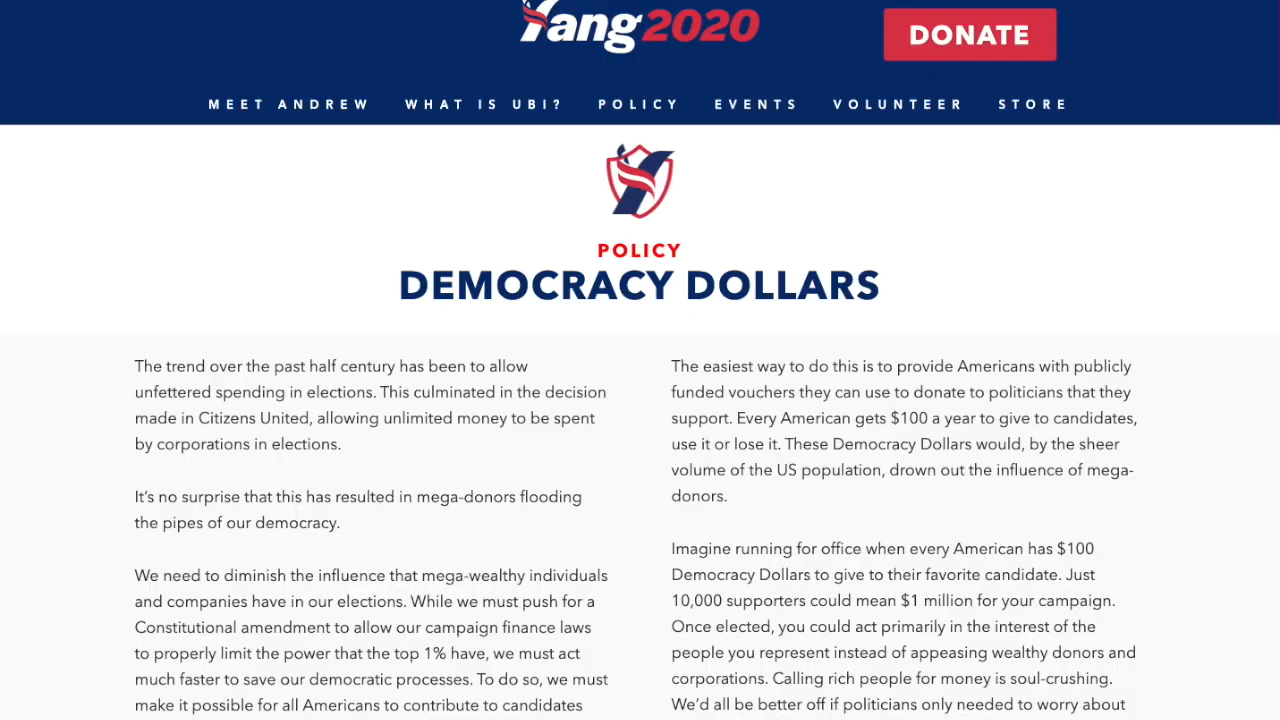 Yang2020
DONATE
MEET ANDREW WHAT IS UBI? POLICY EVENTS VOLUNTEER STORE
POLICY
DEMOCRACY DOLLARS
The trend over the past half century has been to allow
unfettered spending in elections. This culminated in the decision
made in Citizens United, allowing unlimited money to be spent
by corporations in elections.
It’s no surprise that this has resulted in mega-donors flooding
the pipes of our democracy.
We need to diminish the influence that mega-wealthy individuals
and companies have in our elections. While we must push for a
Constitutional amendment to allow our campaign finance laws
to properly limit the power that the top 1% have, we must act
much faster to save our democratic processes. To do so, we must
make it possible for all Americans to contribute to candidates
The easiest way to do this is to provide Americans with publicly
funded vouchers they can use to donate to politicians that they
support. Every American gets $100 a year to give to candidates,
use it or lose it. These Democracy Dollars would, by the sheer
volume of the US population, drown out the influence of mega-
donors.
Imagine running for office when every American has $100
Democracy Dollars to give to their favorite candidate. Just
10,000 supporters could mean $1 million for your campaign.
Once elected, you could act primarily in the interest of the
people you represent instead of appeasing wealthy donors and
corporations. Calling rich people for money is soul-crushing.
We’d all be better off if politicians only needed to worry about